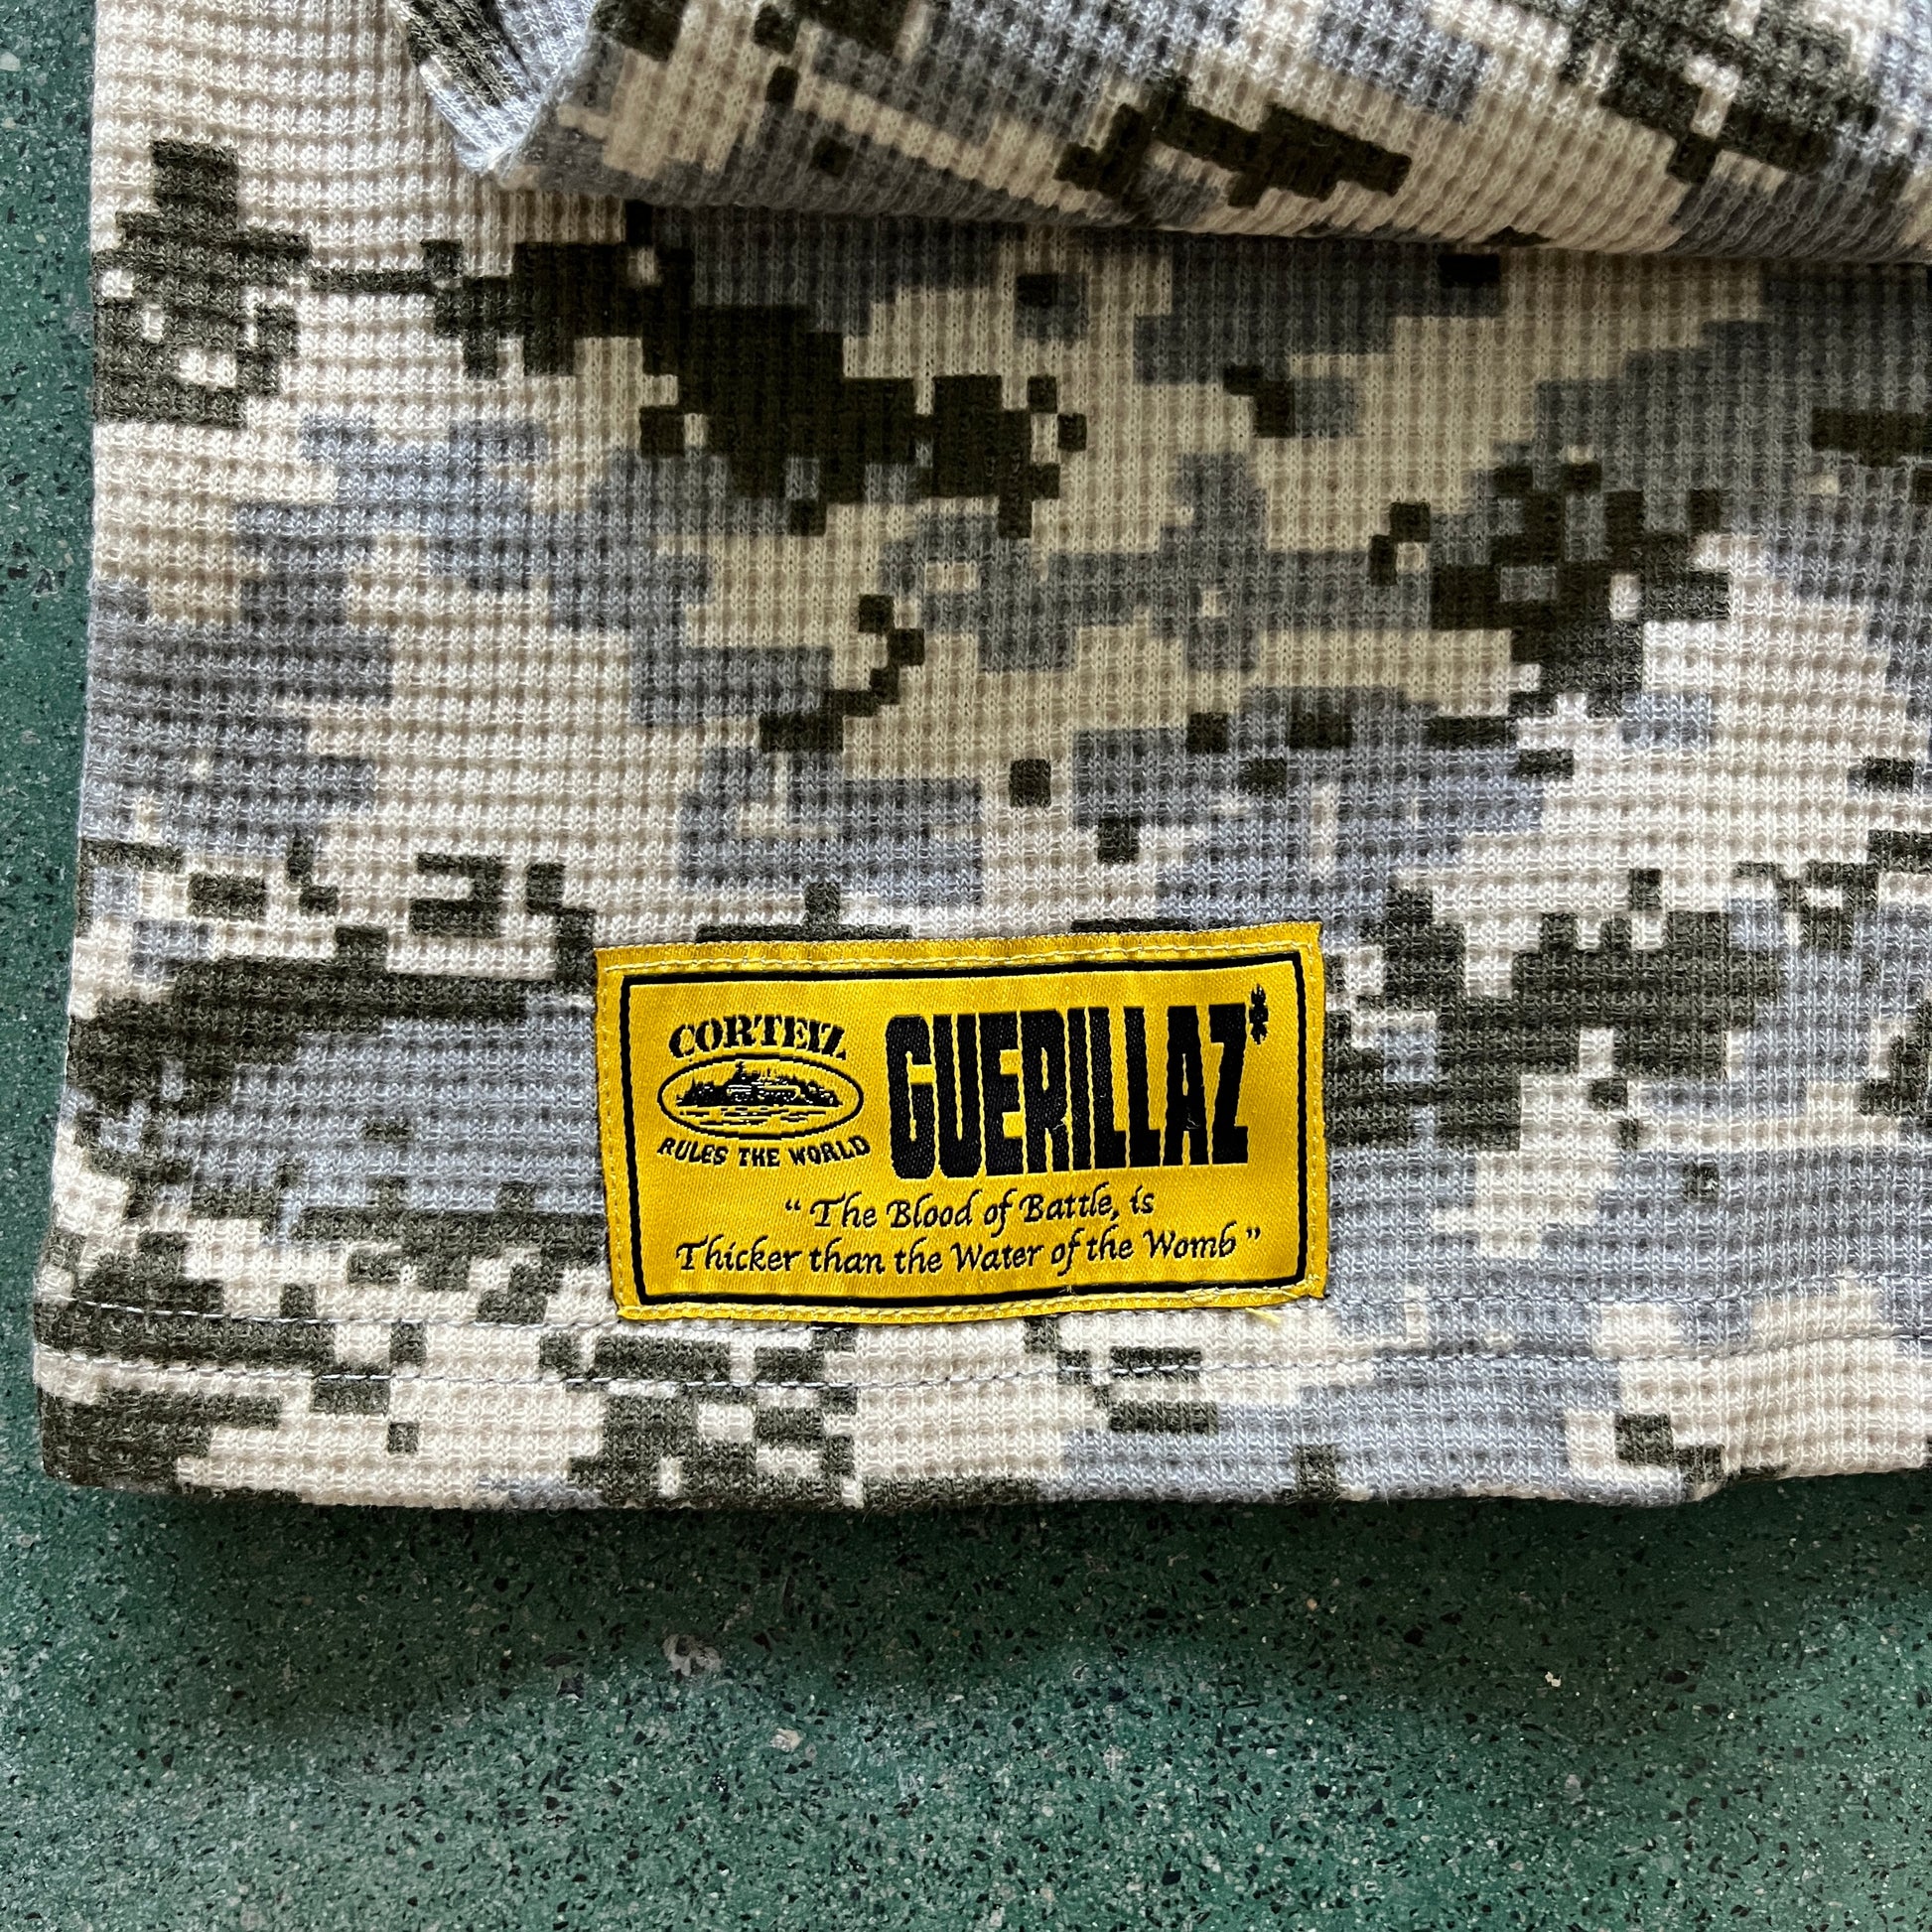 CORTEIZ
RULES THE WORLD
GUERILLAZ*
“The Blood of Battle, is
Thicker than the Water of the Womb”